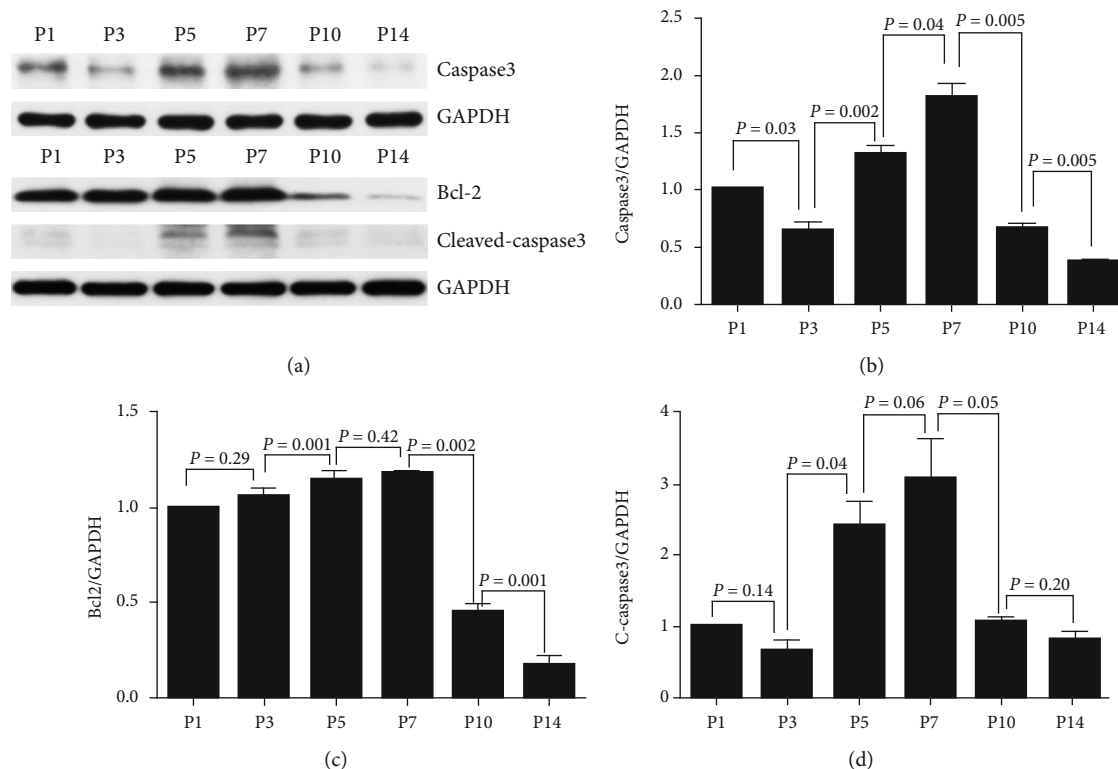 P1 P3 P5 P7 P10 P14
Caspase3
GAPDH
P1 P3 P5 P7 P10 P14
Bcl-2
Cleaved-caspase3
GAPDH
(a)
Caspase3/GAPDH
2.5
2.0
1.5
1.0
0.5
0.0
P = 0.03
P = 0.002
P = 0.04
P = 0.005
P = 0.005
P1 P3 P5 P7 P10 P14
(b)
Bcl2/GAPDH
1.5
1.0
0.5
0.0
P = 0.29
P = 0.001
P = 0.42
P = 0.002
P = 0.001
P1 P3 P5 P7 P10 P14
(c)
C-caspase3/GAPDH
4
3
2
1
0
P = 0.14
P = 0.04
P = 0.06
P = 0.05
P = 0.20
P1 P3 P5 P7 P10 P14
(d)